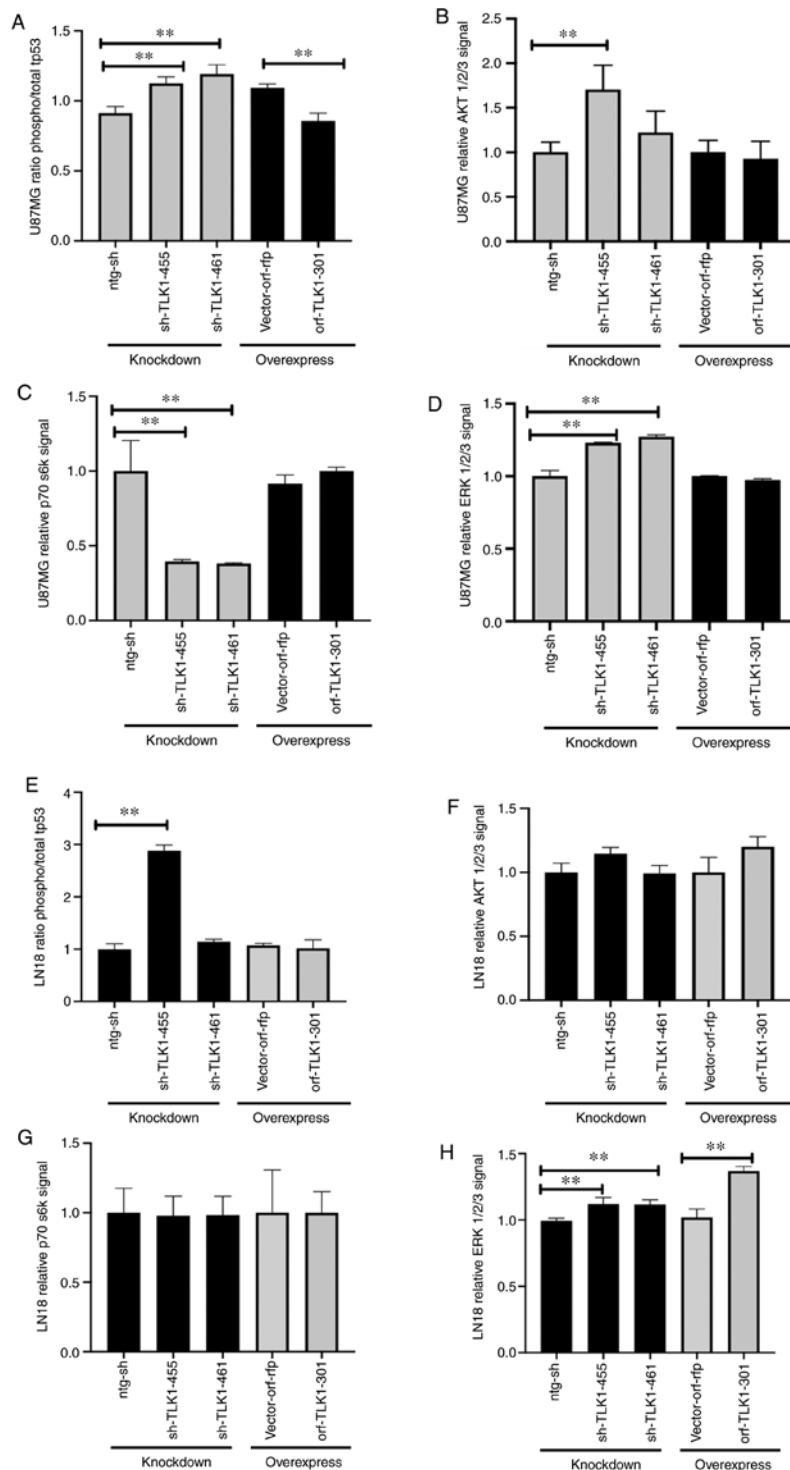 A
U87MG ratio phospho/total tp53
1.5
1.0
0.5
0.0
**
**
**
ntg-sh
sh-TLK1-455
sh-TLK1-461
Vector-orf-rfp
orf-TLK1-301
Knockdown
Overexpress
B
U87MG relative AKT 1/2/3 signal
2.5
2.0
1.5
1.0
0.5
0.0
**
ntg-sh
sh-TLK1-455
sh-TLK1-461
Vector-orf-rfp
orf-TLK1-301
Knockdown
Overexpress
C
U87MG relative p70 s6k signal
1.5
1.0
0.5
0.0
**
**
ntg-sh
sh-TLK1-455
sh-TLK1-461
Vector-orf-rfp
orf-TLK1-301
Knockdown
Overexpress
D
U87MG relative ERK 1/2/3 signal
1.5
1.0
0.5
0.0
**
**
ntg-sh
sh-TLK1-455
sh-TLK1-461
Vector-orf-rfp
orf-TLK1-301
Knockdown
Overexpress
E
LN18 ratio phospho/total tp53
4
3
2
1
0
**
ntg-sh
sh-TLK1-455
sh-TLK1-461
Vector-orf-rfp
orf-TLK1-301
Knockdown
Overexpress
F
LN18 relative AKT 1/2/3 signal
1.5
1.0
0.5
0.0
ntg-sh
sh-TLK1-455
sh-TLK1-461
Vector-orf-rfp
orf-TLK1-301
Knockdown
Overexpress
G
LN18 relative p70 s6k signal
1.5
1.0
0.5
0.0
ntg-sh
sh-TLK1-455
sh-TLK1-461
Vector-orf-rfp
orf-TLK1-301
Knockdown
Overexpress
H
LN18 relative ERK 1/2/3 signal
1.5
1.0
0.5
0.0
**
**
**
ntg-sh
sh-TLK1-455
sh-TLK1-461
Vector-orf-rfp
orf-TLK1-301
Knockdown
Overexpress